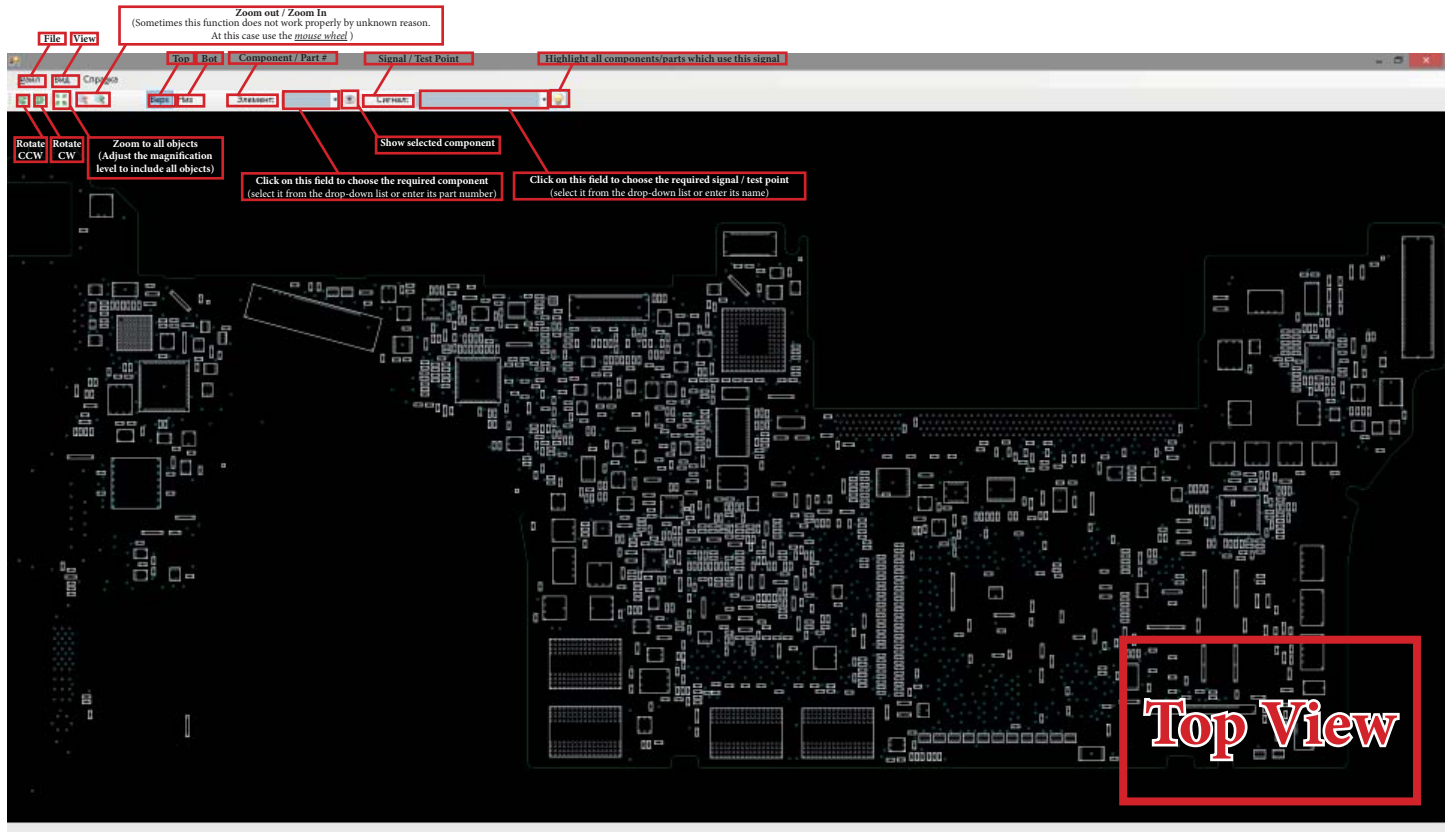 Zoom out / Zoom In
(Sometimes this function does not work properly by unknown reason.
At this case use the mouse wheel )
File View
Top Bot Component / Part # Signal / Test Point Highlight all components/parts which use this signal
Файл Вид Справка
Верх Низ Элемент: Сигнал:
Rotate
CCW
Rotate
CW
Zoom to all objects
(Adjust the magnification
level to include all objects)
Show selected component
Click on this field to choose the required component
(select it from the drop-down list or enter its part number)
Click on this field to choose the required signal / test point
(select it from the drop-down list or enter its name)
Top View